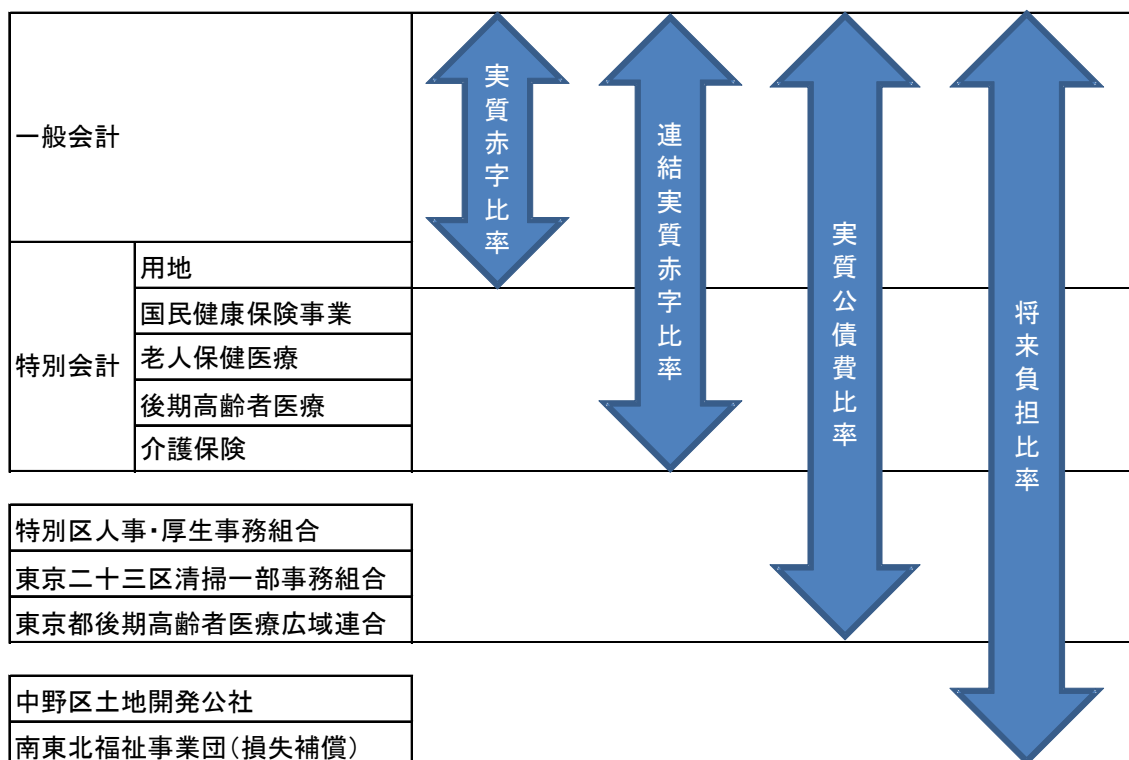 一般会計
特別会計
用地
国民健康保険事業
老人保健医療
後期高齢者医療
介護保険
特別区人事・厚生事務組合
東京二十三区清掃一部事務組合
東京都後期高齢者医療広域連合
中野区土地開発公社
南東北福祉事業団(損失補償)
実質赤字比率
連結実質赤字比率
実質公債費比率
将来負担比率